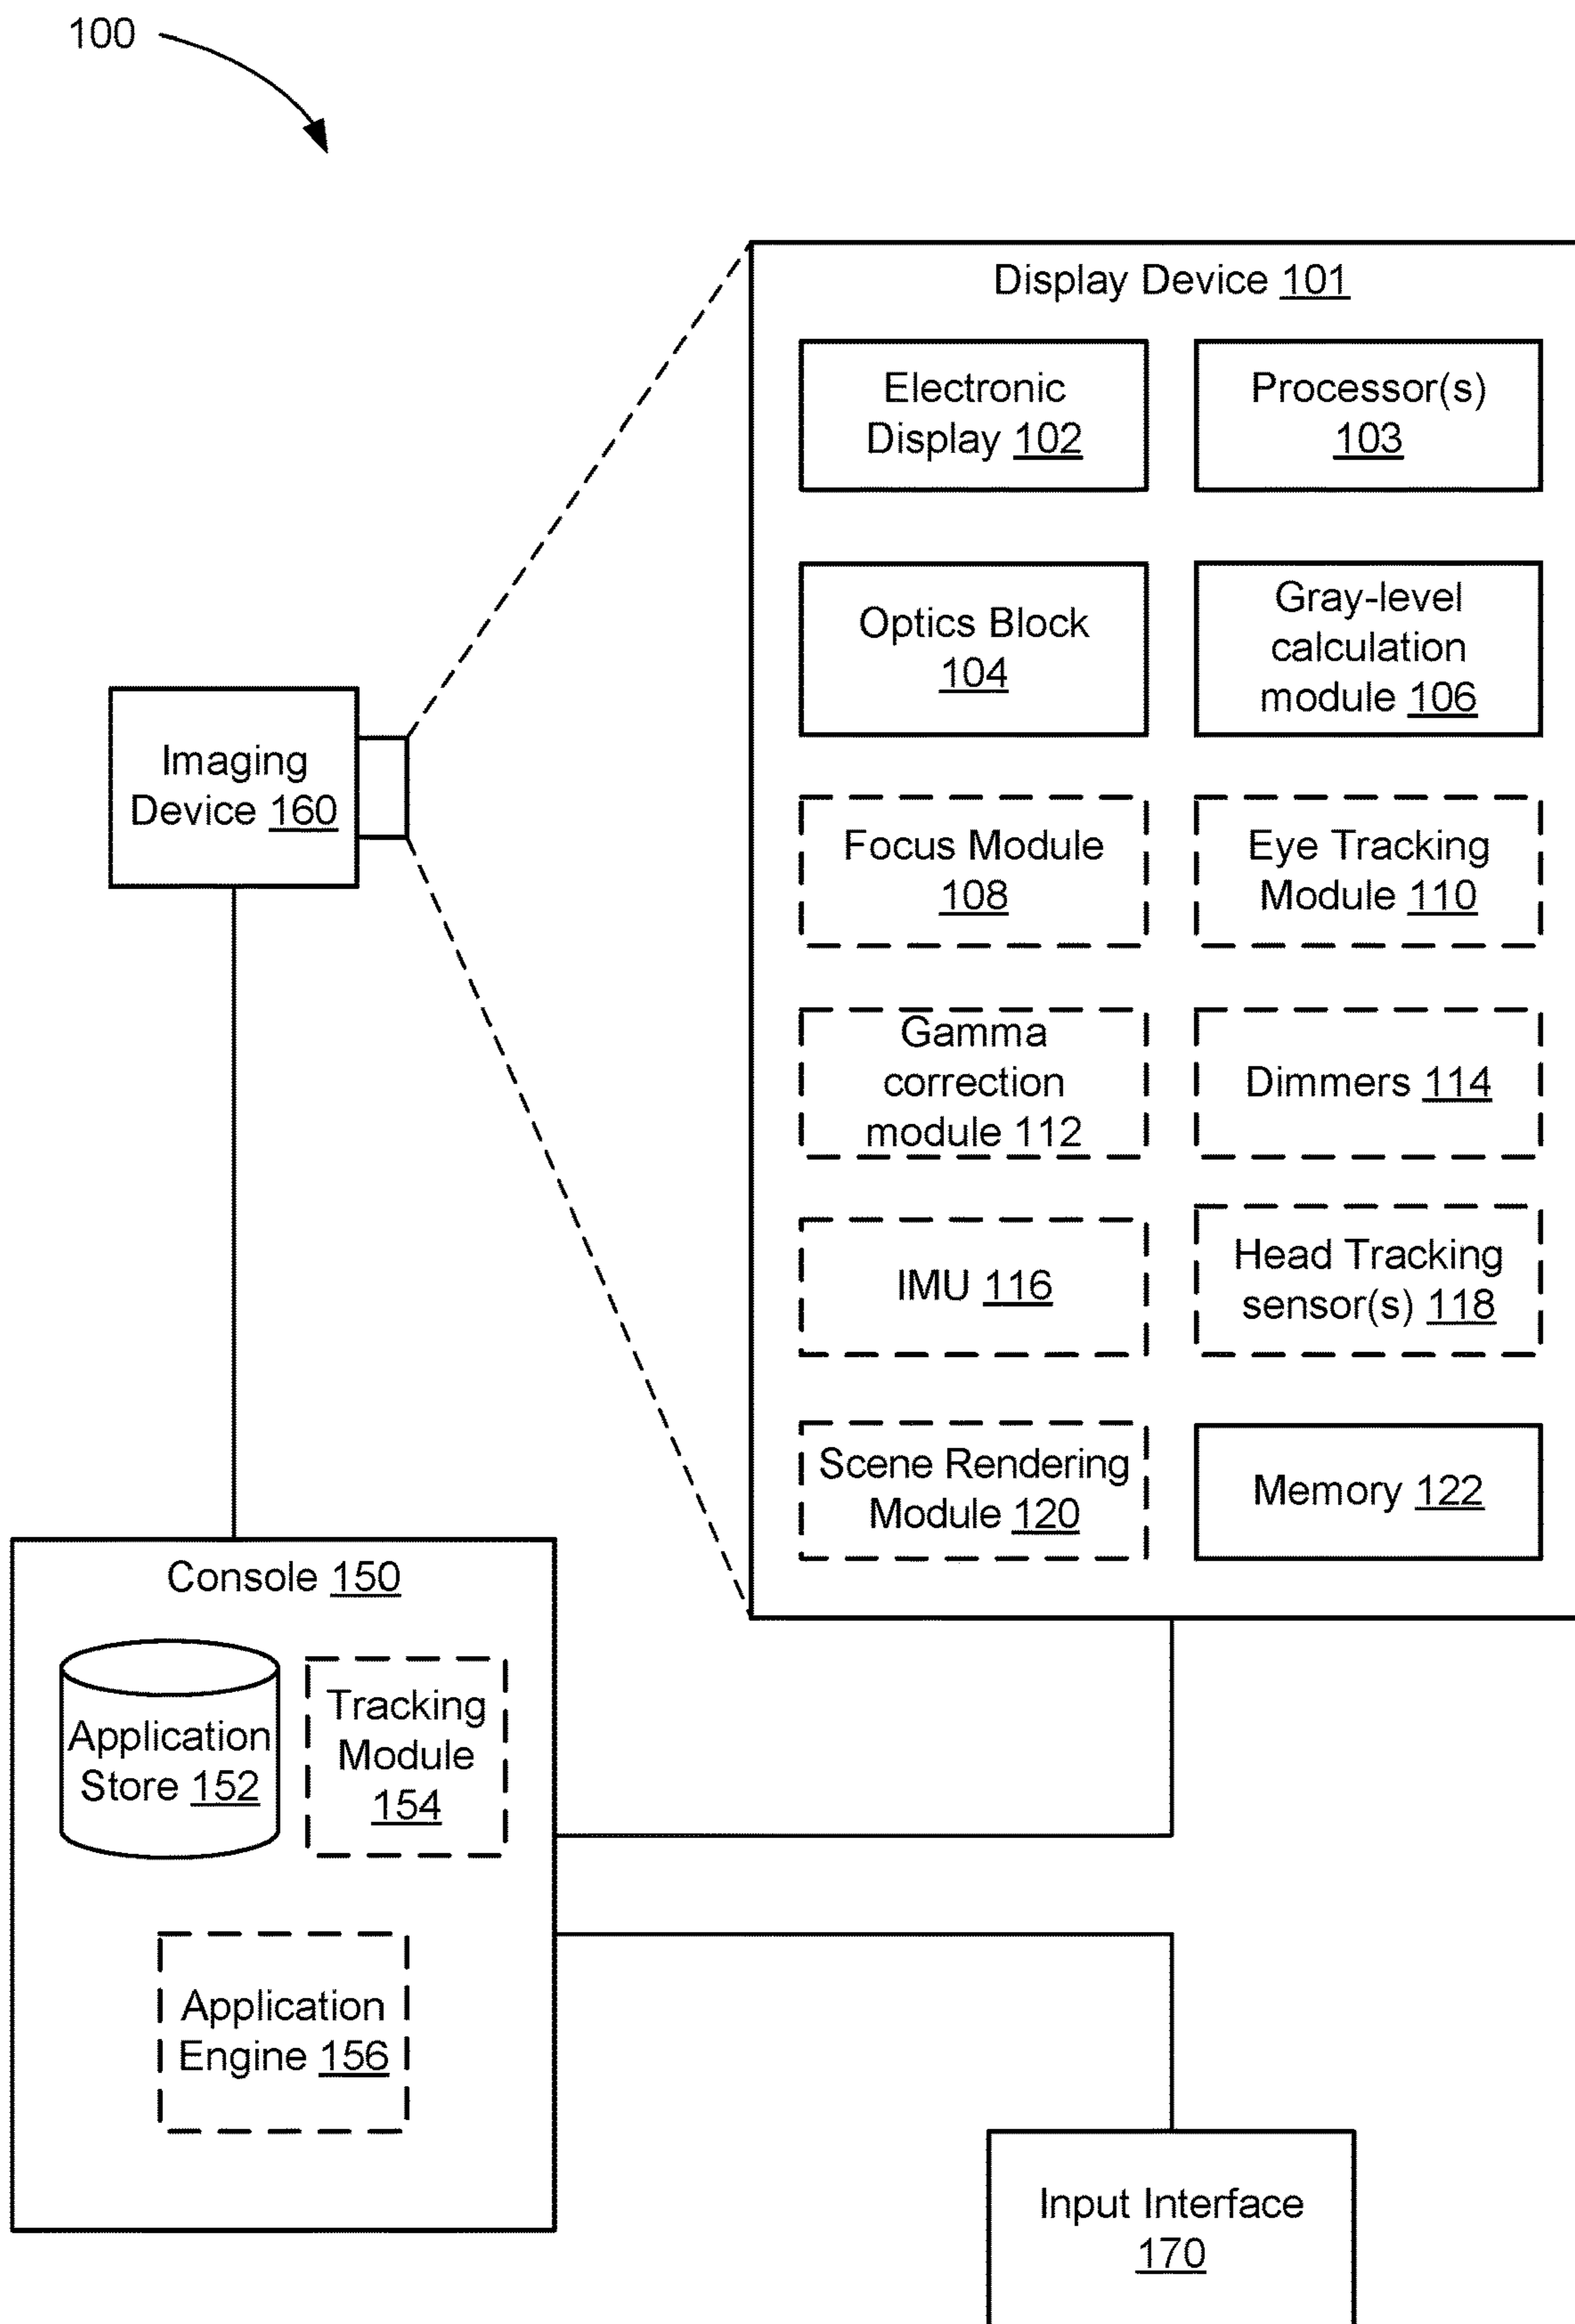 100
Display Device 101
Electronic
Display 102
Processor(s)
103
Optics Block
104
Gray-level
calculation
module 106
Imaging
Device 160
Focus Module
108
Eye Tracking
Module 110
Gamma
correction
module 112
Dimmers 114
IMU 116
Head Tracking
sensor(s) 118
Scene Rendering
Module 120
Memory 122
Console 150
Application
Store 152
Tracking
Module
154
Application
Engine 156
Input Interface
170